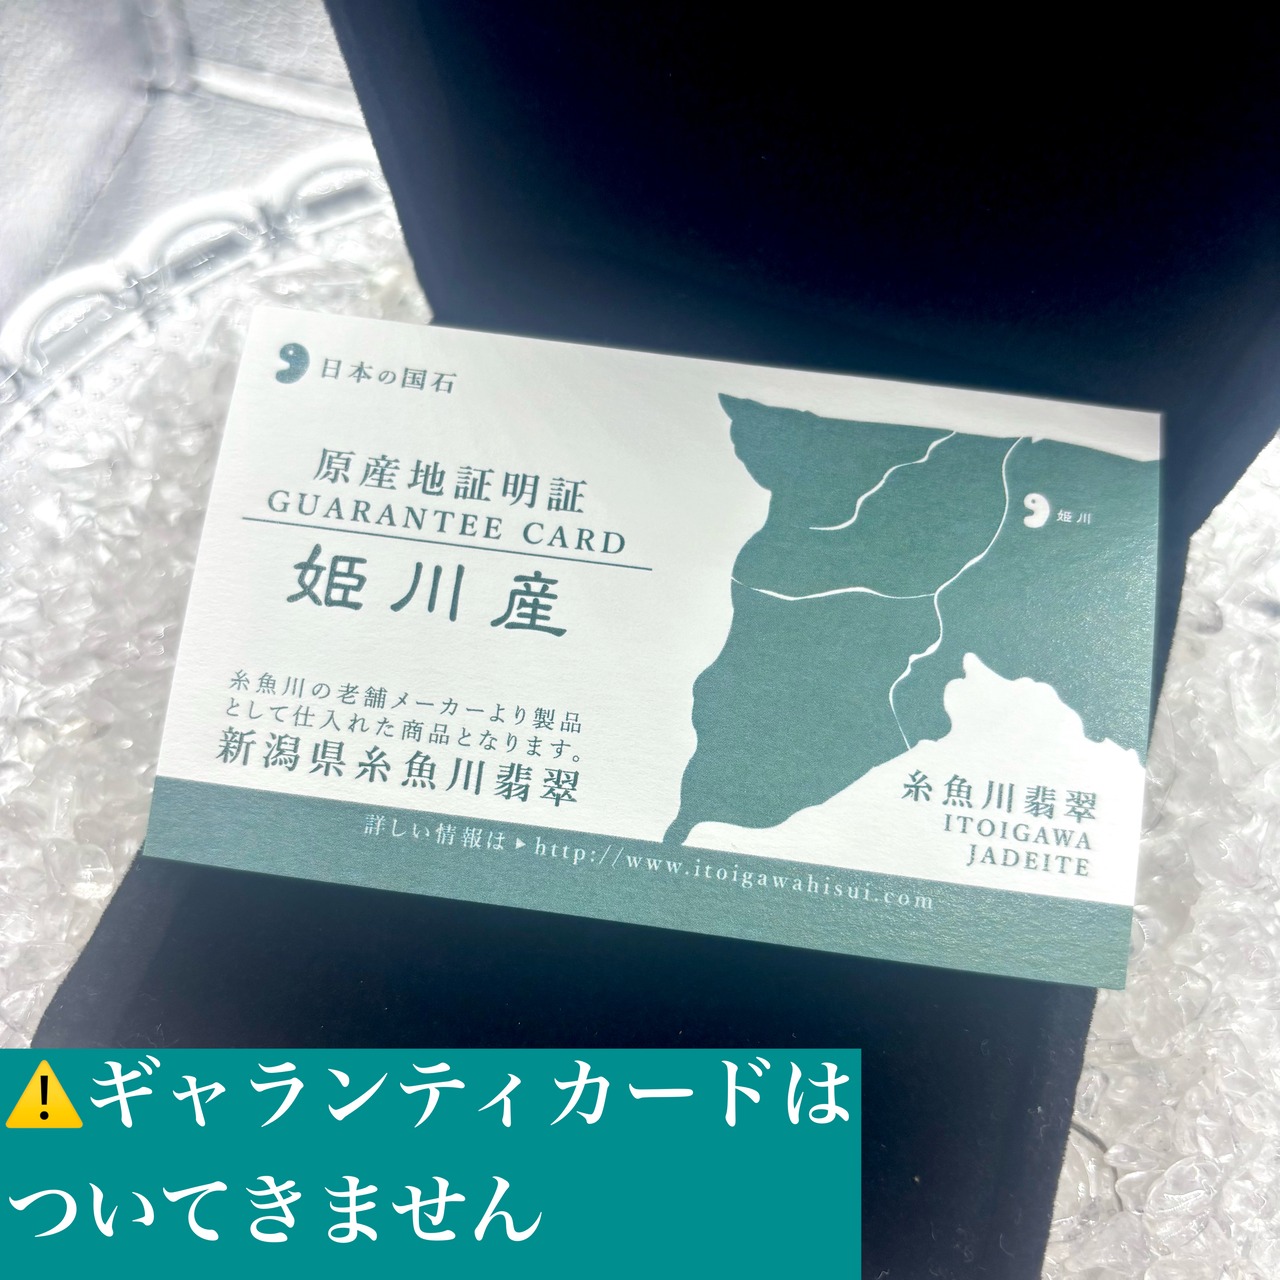 日本の国石
原産地証明証
GUARANTEE CARD
姫川産
糸魚川の老舗メーカーより製品
として仕入れた商品となります。
新潟県糸魚川翡翠
姫川
糸魚川翡翠
ITOIGAWA
JADEITE
詳しい情報は▶http://www.itoigawahisui.com
⚠️ギャランティカードは
ついてきません